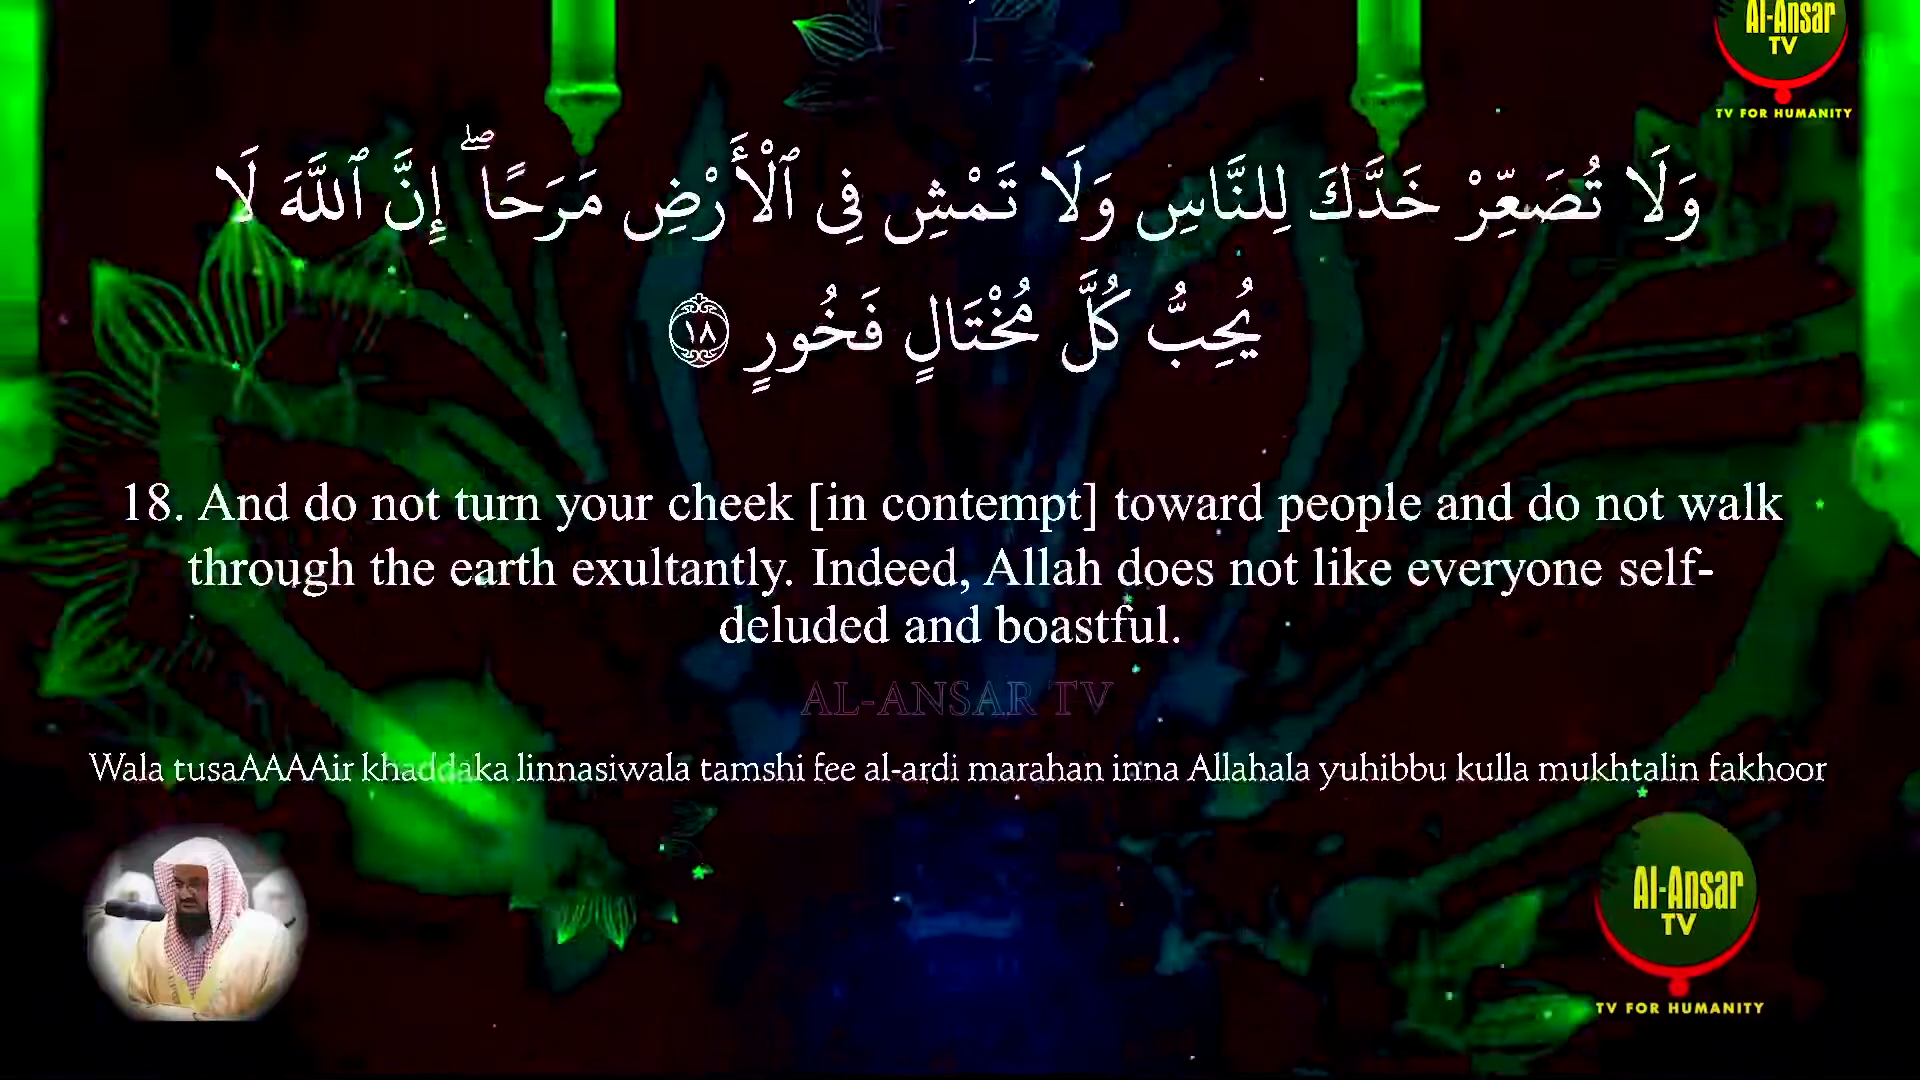 Al-Ansar
TV
TV FOR HUMANITY
وَلَا تُصَعِّرْ خَدَّكَ لِلنَّاسِ وَلَا تَمْشِ فِى ٱلْأَرْضِ مَرَحًا ۖ إِنَّ ٱللَّهَ لَا
يُحِبُّ كُلَّ مُخْتَالٍ فَخُورٍ ١٨
18. And do not turn your cheek [in contempt] toward people and do not walk
through the earth exultantly. Indeed, Allah does not like everyone self-
deluded and boastful.
AL-ANSAR TV
Wala tusaAAAAir khaddaka linnasiwala tamshi fee al-ardi marahan inna Allahala yuhibbu kulla mukhtalin fakhoor
Al-Ansar
TV
TV FOR HUMANITY